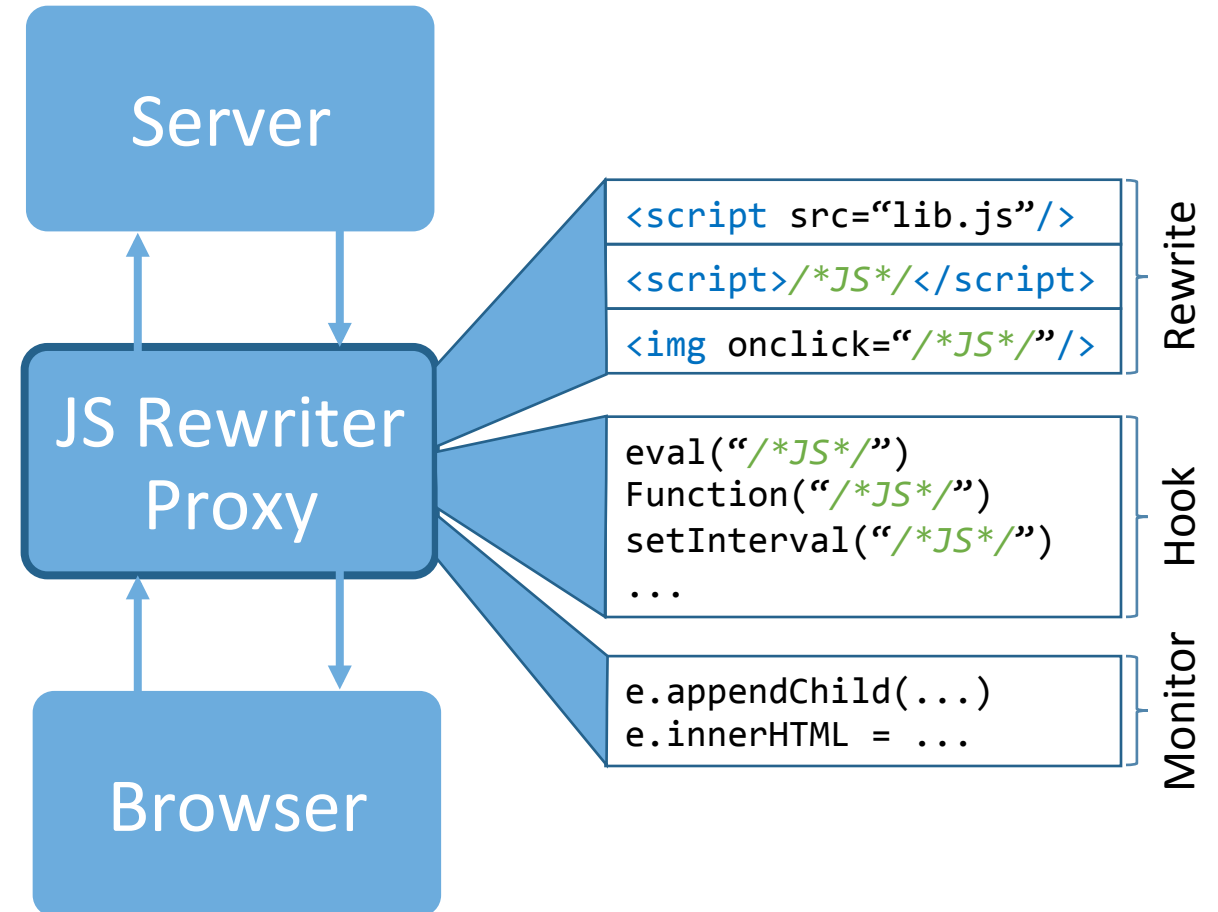 Server
<script src=“lib.js”/>
<script>/*JS*/</script>
<img onclick=“/*JS*/”/>
Rewrite
JS Rewriter
Proxy
eval(“/*JS*/”)
Function(“/*JS*/”)
setInterval(“/*JS*/”)
...
Hook
e.appendChild(...)
e.innerHTML = ...
Monitor
Browser